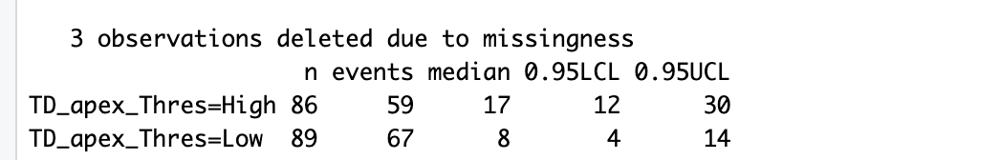 3 observations deleted due to missingness
n events median 0.95LCL 0.95UCL
TD_apex_Thres=High 86 59 17 12 30
TD_apex_Thres=Low 89 67 8 4 14